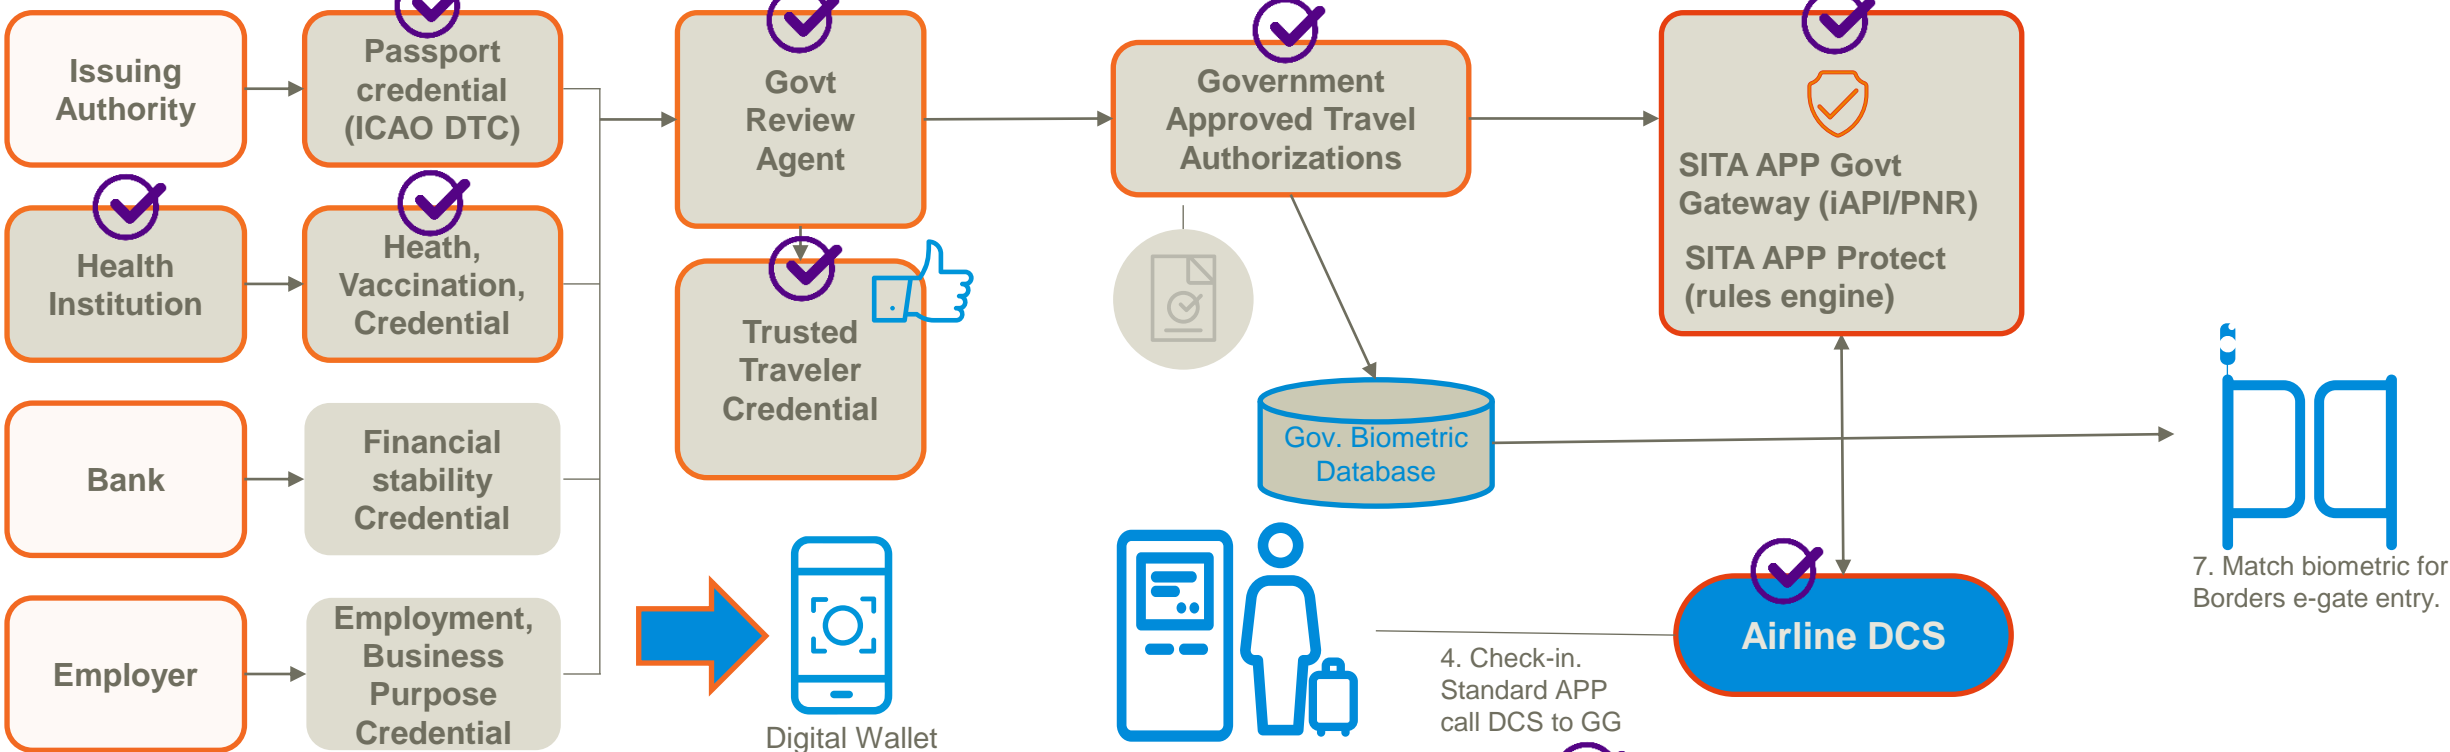 Issuing
Authority
Passport
credential
(ICAO DTC)
Govt
Review
Agent
Government
Approved Travel
Authorizations
SITA APP Govt
Gateway (iAPI/PNR)
SITA APP Protect
(rules engine)
Health
Institution
Heath,
Vaccination,
Credential
Trusted
Traveler
Credential
Bank
Financial
stability
Credential
Gov. Biometric
Database
Employer
Employment,
Business
Purpose
Credential
Digital Wallet
4. Check-in.
Standard APP
call DCS to GG
Airline DCS
7. Match biometric for
Borders e-gate entry.